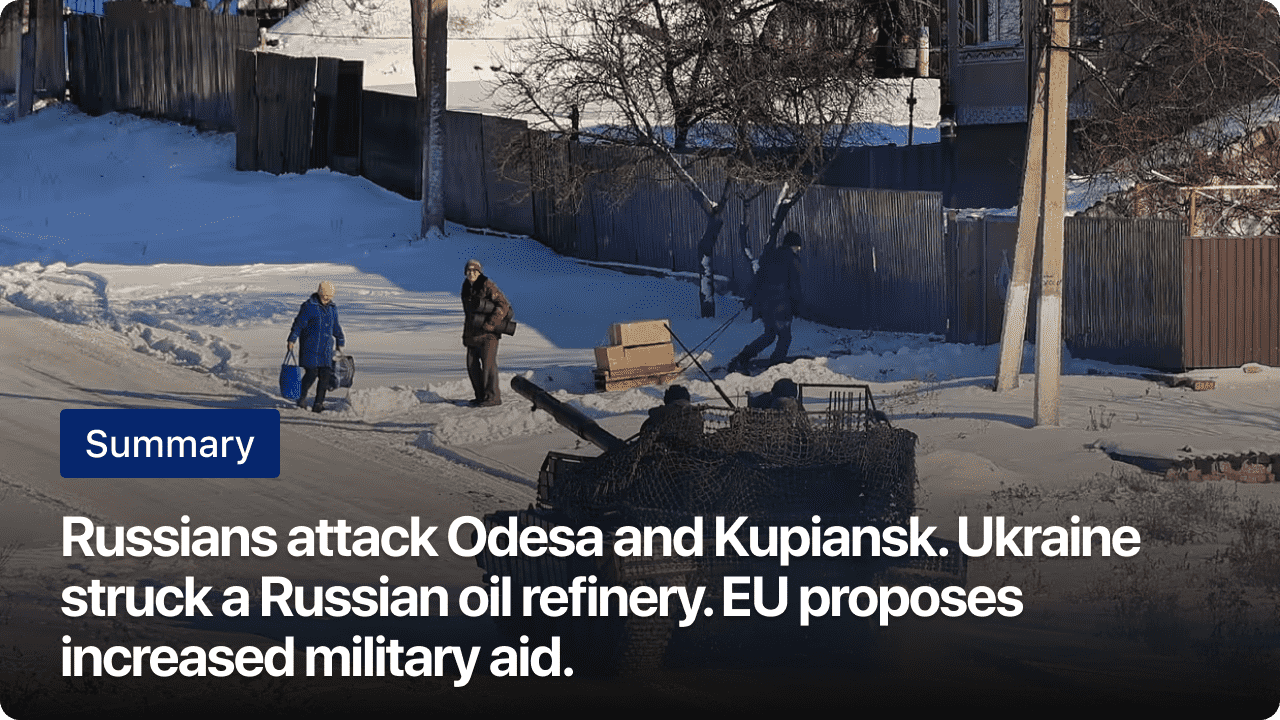 Summary
Russians attack Odesa and Kupiansk. Ukraine
struck a Russian oil refinery. EU proposes
increased military aid.